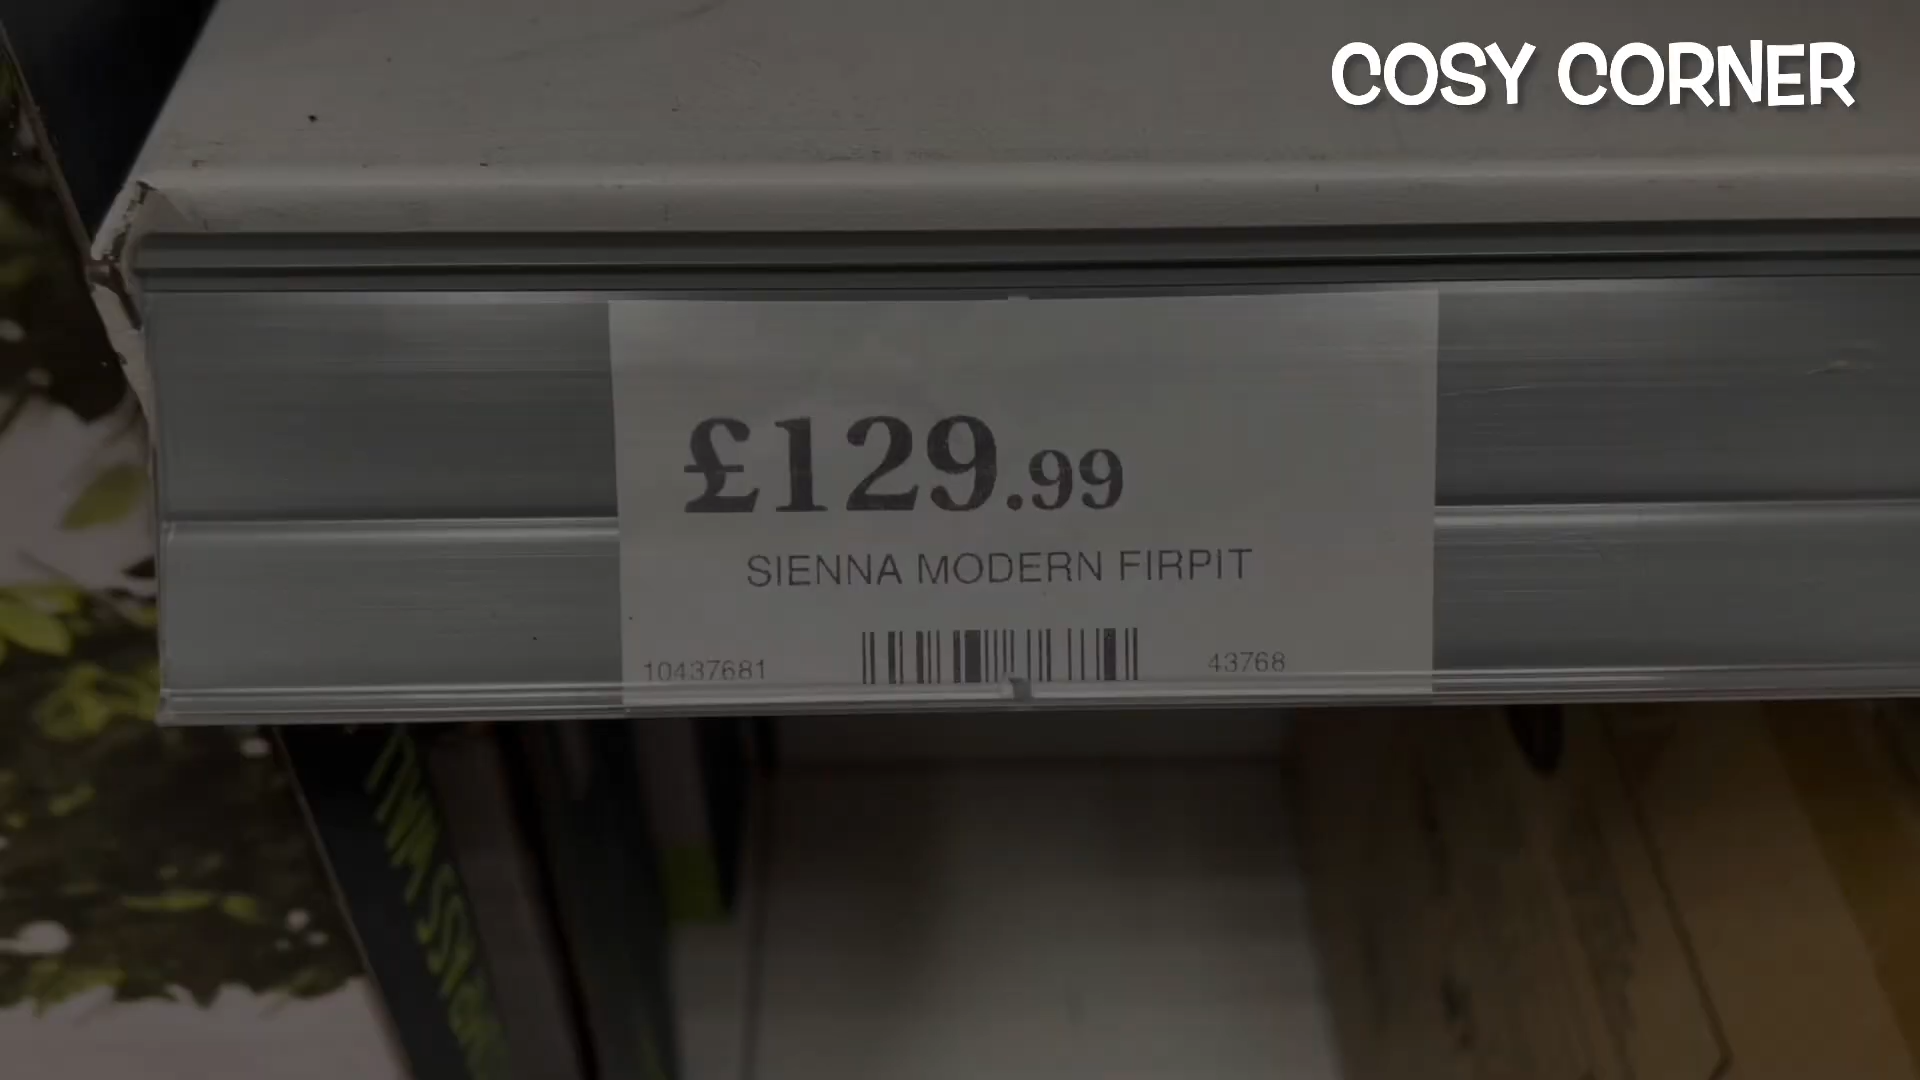 COSY CORNER
£129.99
SIENNA MODERN FIRPIT
10437681
43768